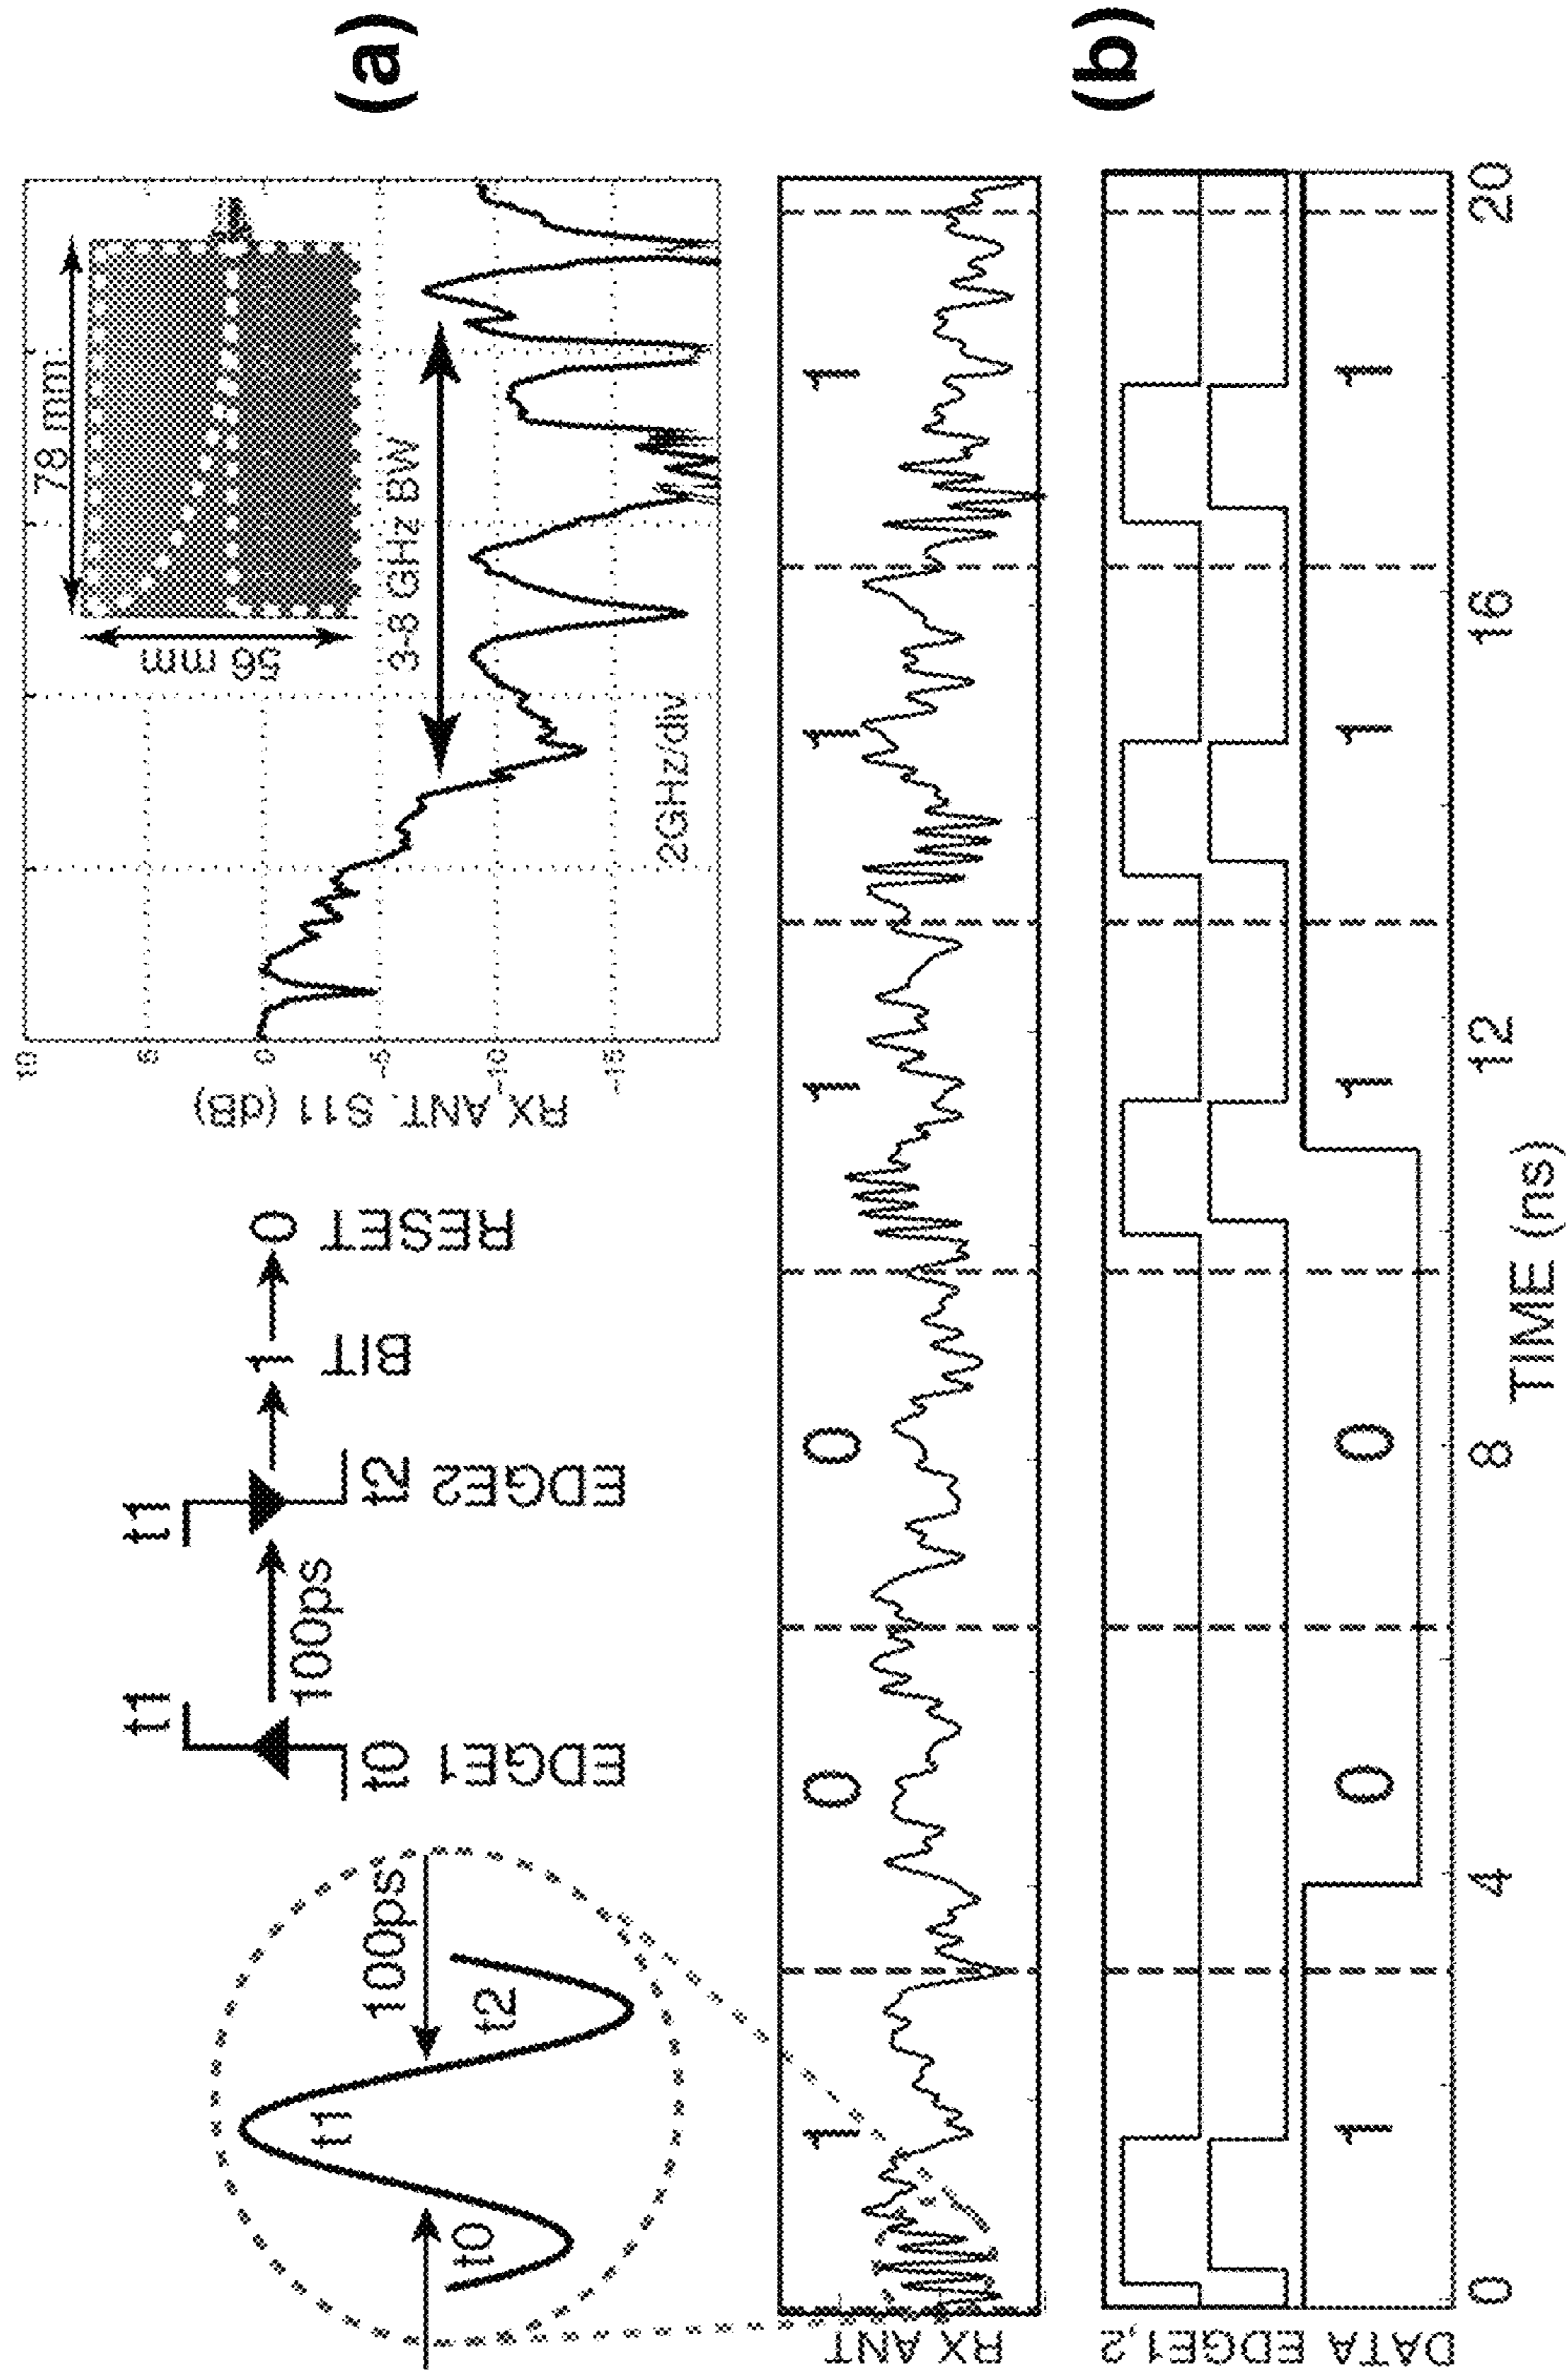 t0
t1
t2
100ps
t1
t0
EDGE1
100ps
t1
t2
EDGE2
1
BIT
0
RESET
RX ANT. S11 (dB)
10
5
0
-5
-10
-15
78 mm
56 mm
3-8 GHz BW
2GHz/div
(a)
RX ANT
1
0
0
1
1
1
EDGE1,2
DATA
1
0
0
1
1
1
0
4
8
12
16
20
TIME (ns)
(b)